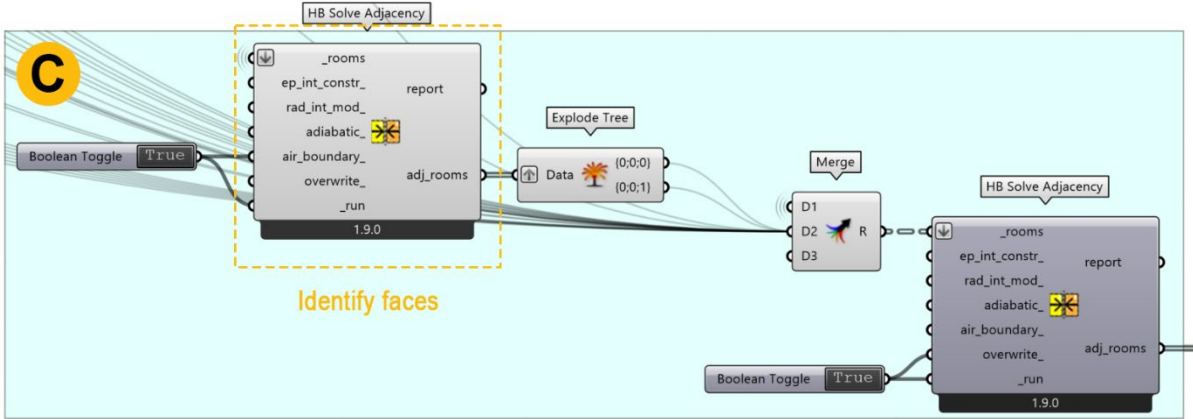 HB Solve Adjacency
C
_rooms
ep_int_constr_
rad_int_mod_
adiabatic_
air_boundary_
overwrite_
_run
report
adj_rooms
1.9.0
Boolean Toggle True
Identify faces
Explode Tree
Data
{0;0;0}
{0;0;1}
Merge
D1
D2
D3
R
HB Solve Adjacency
_rooms
ep_int_constr_
rad_int_mod_
adiabatic_
air_boundary_
overwrite_
_run
report
adj_rooms
1.9.0
Boolean Toggle True